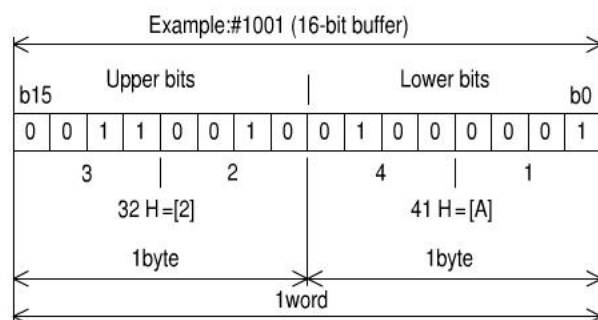 Example:#1001 (16-bit buffer)
Upper bits Lower bits
b15 b0
0 0 1 1 0 0 1 0 0 1 0 0 0 0 0 1
3 2 4 1
32 H=[2] 41 H=[A]
1byte 1byte
1word